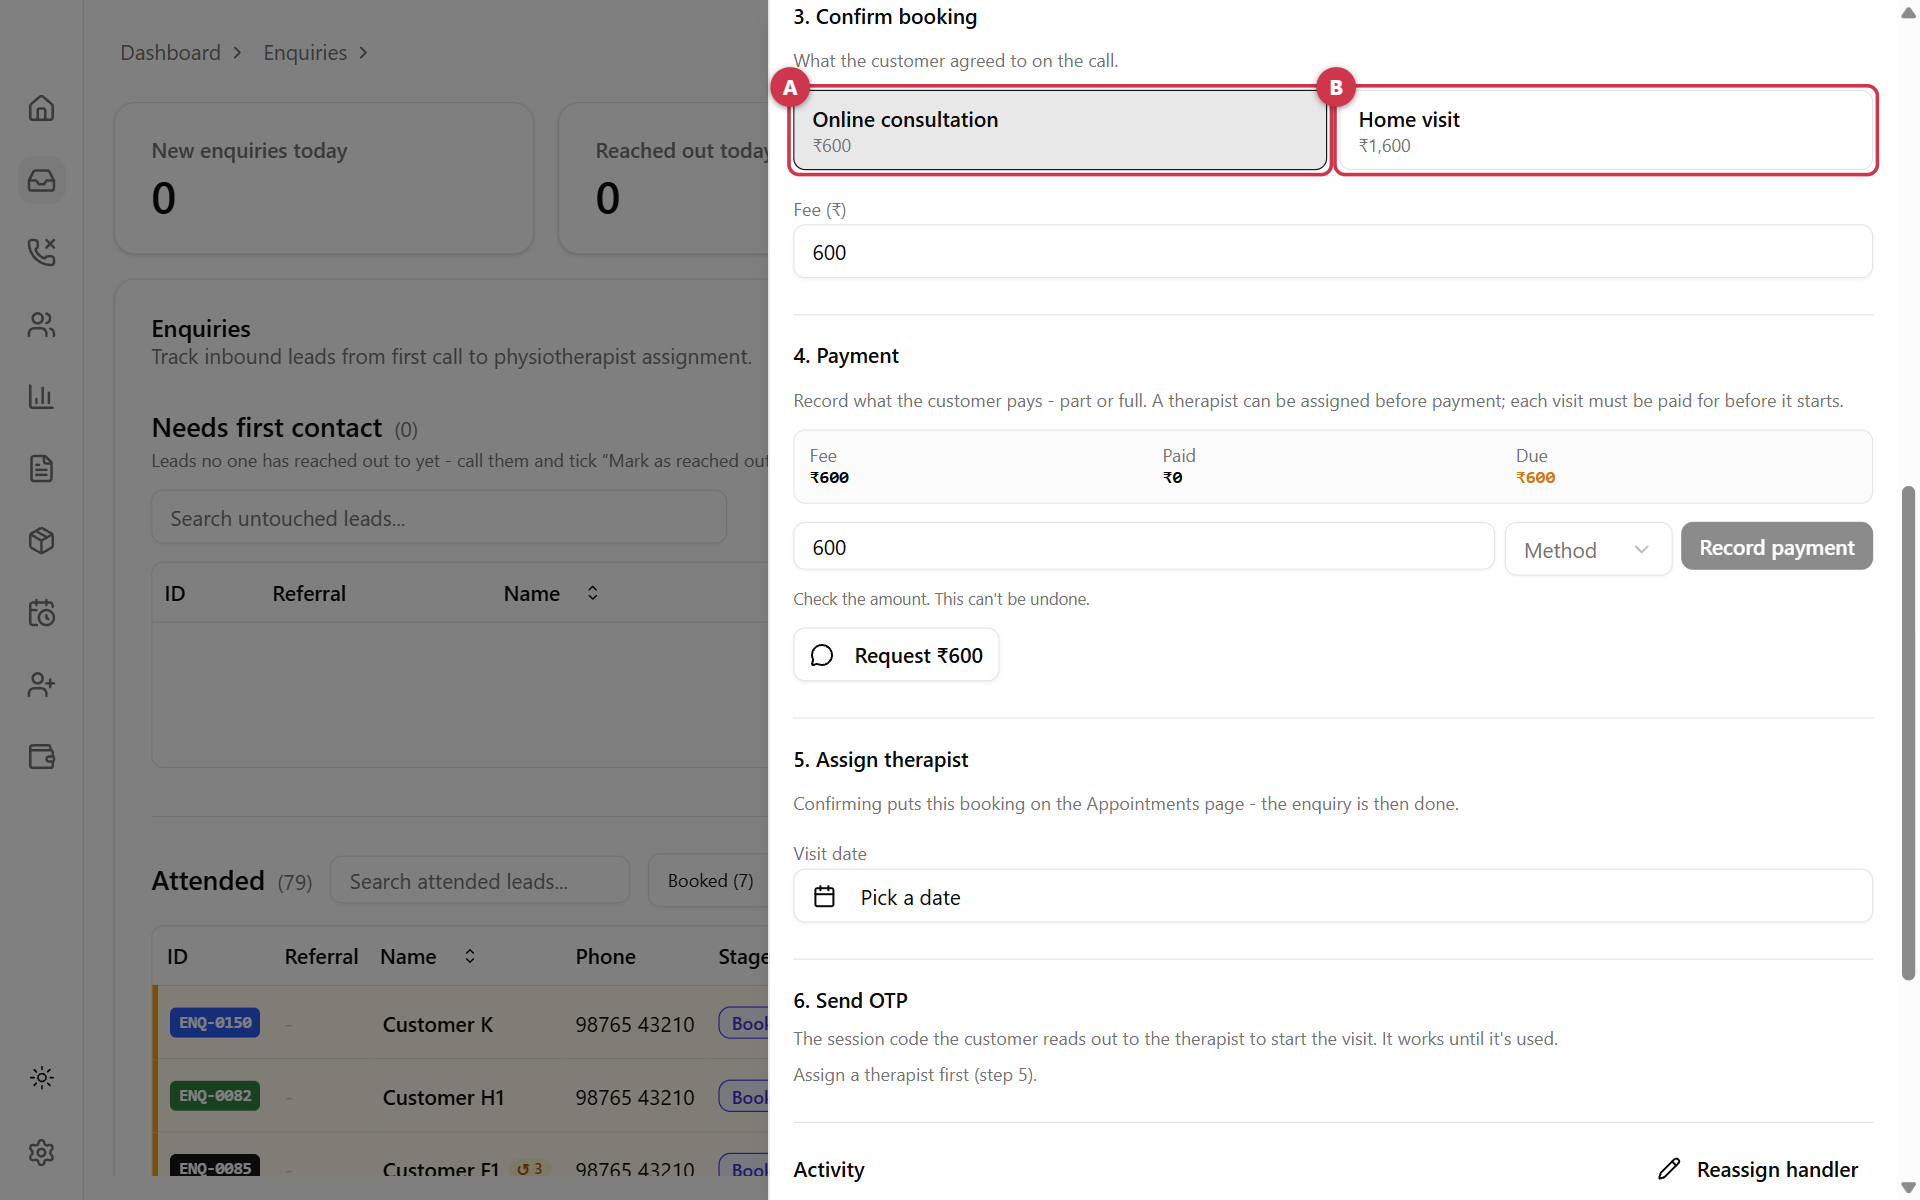 Dashboard
Enquiries
New enquiries today
0
Reached out today
0
Enquiries
Track inbound leads from first call to physiotherapist assignment.
Needs first contact (0)
Leads no one has reached out to yet - call them and tick “Mark as reached out
Search untouched leads...
ID Referral Name
Attended (79)
Search attended leads...
Booked (7)
ID Referral Name Phone Stage
ENQ-0150 - Customer K 98765 43210 Book
ENQ-0082 - Customer H1 98765 43210 Book
ENQ-0085 - Customer F1 3 98765 43210 Book
3. Confirm booking
What the customer agreed to on the call.
A
Online consultation
₹600
B
Home visit
₹1,600
Fee (₹)
600
4. Payment
Record what the customer pays - part or full. A therapist can be assigned before payment; each visit must be paid for before it starts.
Fee Paid Due
₹600 ₹0 ₹600
600
Method
Record payment
Check the amount. This can't be undone.
Request ₹600
5. Assign therapist
Confirming puts this booking on the Appointments page - the enquiry is then done.
Visit date
Pick a date
6. Send OTP
The session code the customer reads out to the therapist to start the visit. It works until it's used.
Assign a therapist first (step 5).
Activity
Reassign handler